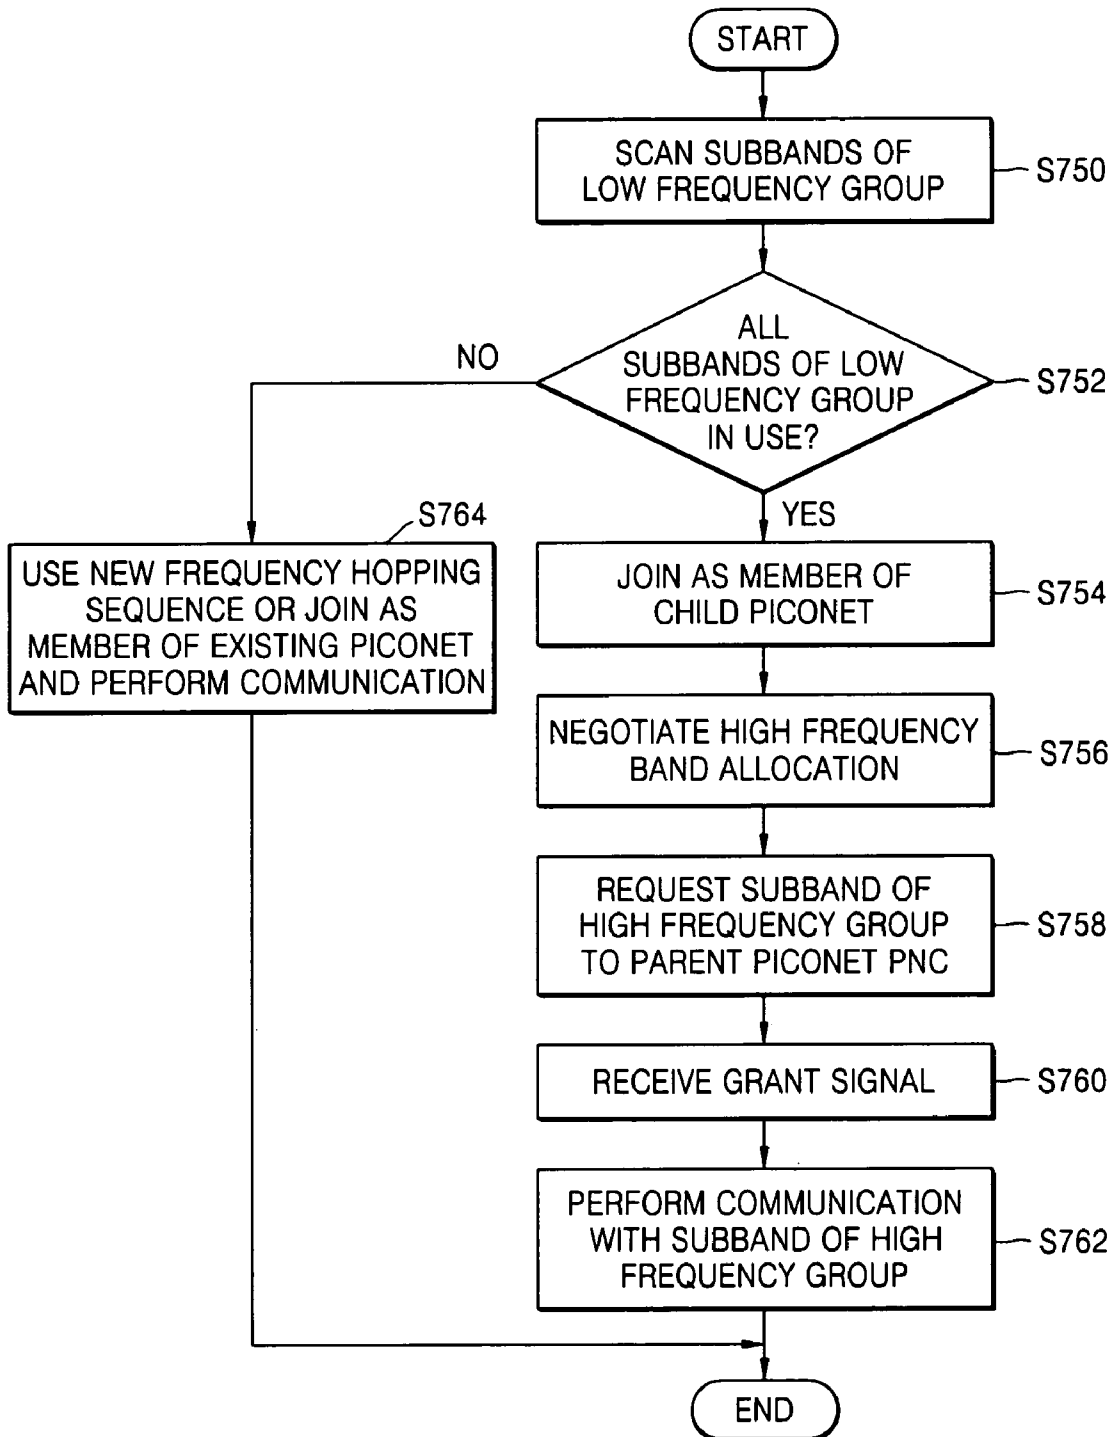 START
SCAN SUBBANDS OF
LOW FREQUENCY GROUP
S750
ALL
SUBBANDS OF LOW
FREQUENCY GROUP
IN USE?
S752
NO
YES
S764
USE NEW FREQUENCY HOPPING
SEQUENCE OR JOIN AS
MEMBER OF EXISTING PICONET
AND PERFORM COMMUNICATION
JOIN AS MEMBER OF
CHILD PICONET
S754
NEGOTIATE HIGH FREQUENCY
BAND ALLOCATION
S756
REQUEST SUBBAND OF
HIGH FREQUENCY GROUP
TO PARENT PICONET PNC
S758
RECEIVE GRANT SIGNAL
S760
PERFORM COMMUNICATION
WITH SUBBAND OF HIGH
FREQUENCY GROUP
S762
END